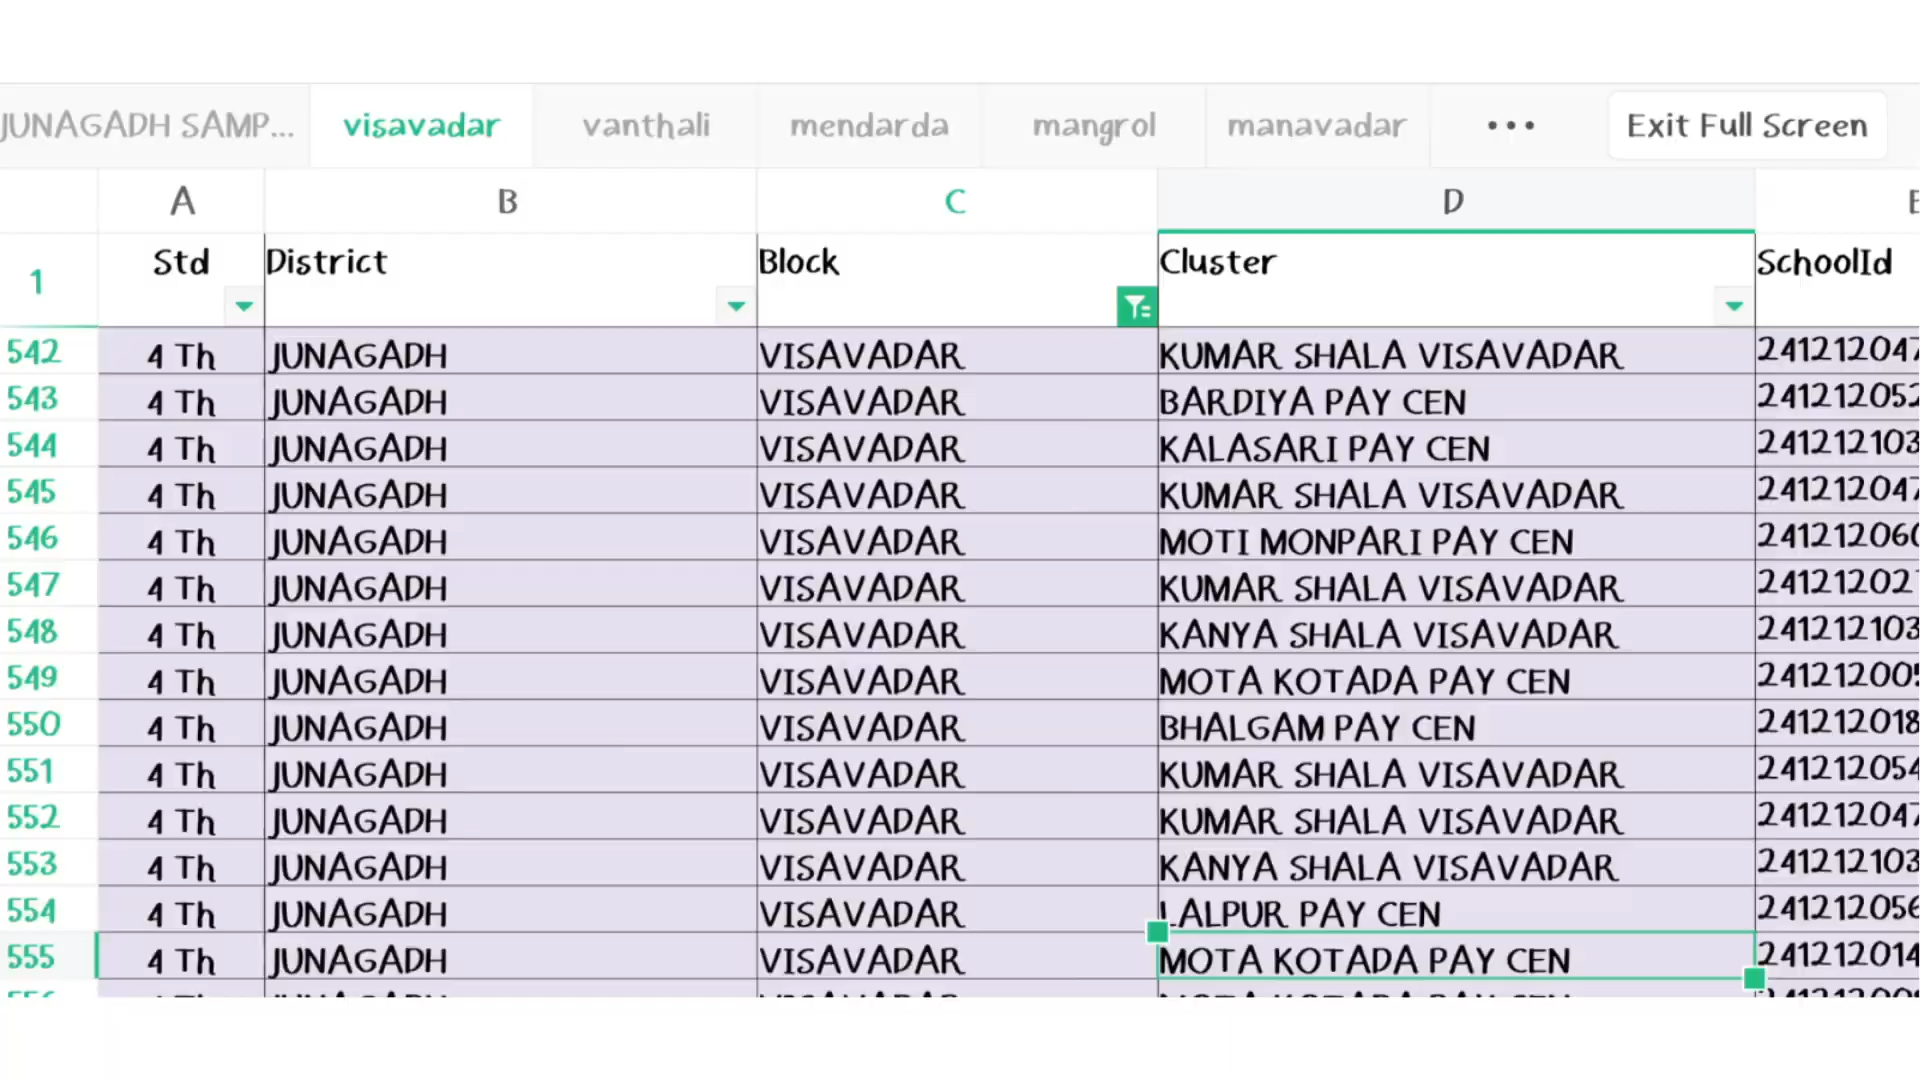 JUNAGADH SAMP... visavadar vanthali mendarda mangrol manavadar ••• Exit Full Screen
A B C D
1 Std District Block Cluster SchoolId
542 4 Th JUNAGADH VISAVADAR KUMAR SHALA VISAVADAR 241212047
543 4 Th JUNAGADH VISAVADAR BARDIYA PAY CEN 241212052
544 4 Th JUNAGADH VISAVADAR KALASARI PAY CEN 241212103
545 4 Th JUNAGADH VISAVADAR KUMAR SHALA VISAVADAR 241212047
546 4 Th JUNAGADH VISAVADAR MOTI MONPARI PAY CEN 241212060
547 4 Th JUNAGADH VISAVADAR KUMAR SHALA VISAVADAR 241212027
548 4 Th JUNAGADH VISAVADAR KANYA SHALA VISAVADAR 241212103
549 4 Th JUNAGADH VISAVADAR MOTA KOTADA PAY CEN 241212005
550 4 Th JUNAGADH VISAVADAR BHALGAM PAY CEN 241212018
551 4 Th JUNAGADH VISAVADAR KUMAR SHALA VISAVADAR 241212054
552 4 Th JUNAGADH VISAVADAR KUMAR SHALA VISAVADAR 241212047
553 4 Th JUNAGADH VISAVADAR KANYA SHALA VISAVADAR 241212103
554 4 Th JUNAGADH VISAVADAR LALPUR PAY CEN 241212056
555 4 Th JUNAGADH VISAVADAR MOTA KOTADA PAY CEN 241212014